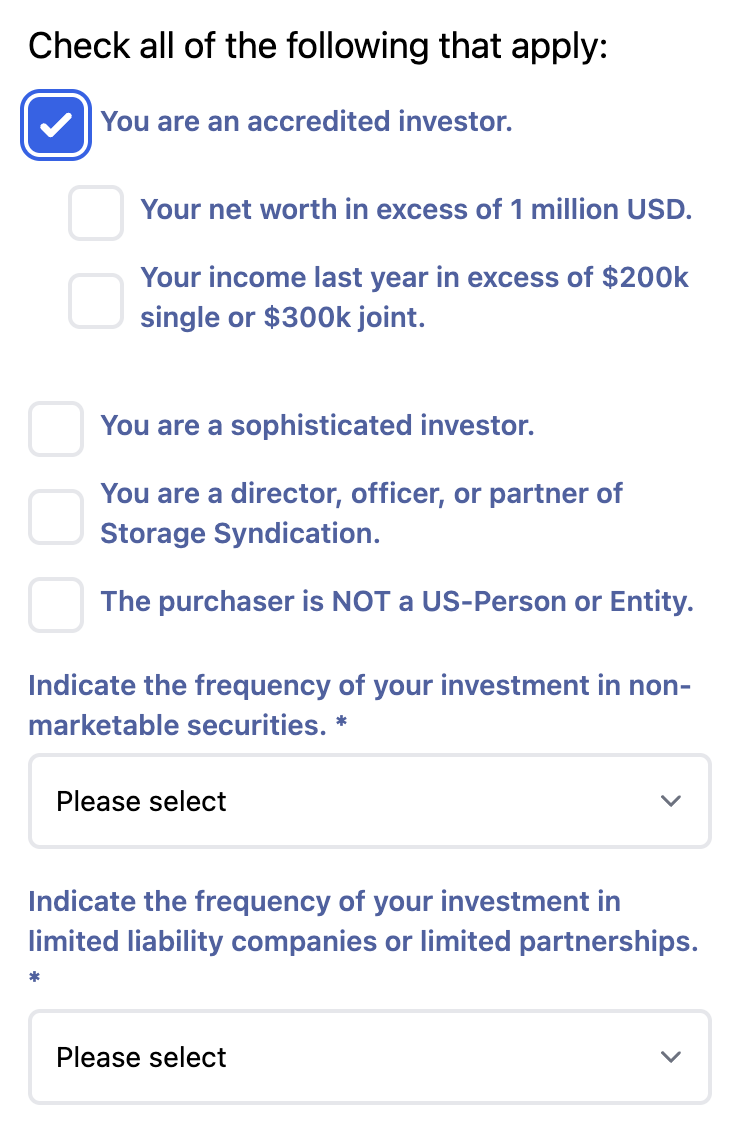 Check all of the following that apply:
You are an accredited investor.
Your net worth in excess of 1 million USD.
Your income last year in excess of $200k
single or $300k joint.
You are a sophisticated investor.
You are a director, officer, or partner of
Storage Syndication.
The purchaser is NOT a US-Person or Entity.
Indicate the frequency of your investment in non-
marketable securities. *
Please select
Indicate the frequency of your investment in
limited liability companies or limited partnerships.
*
Please select